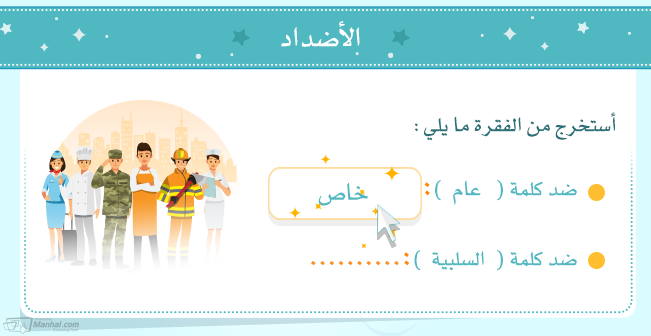 الأضداد
أستخرج من الفقرة ما يلي :
ضد كلمة ( عام ) : خاص
ضد كلمة ( السلبية ) : ..........
Manhal.com